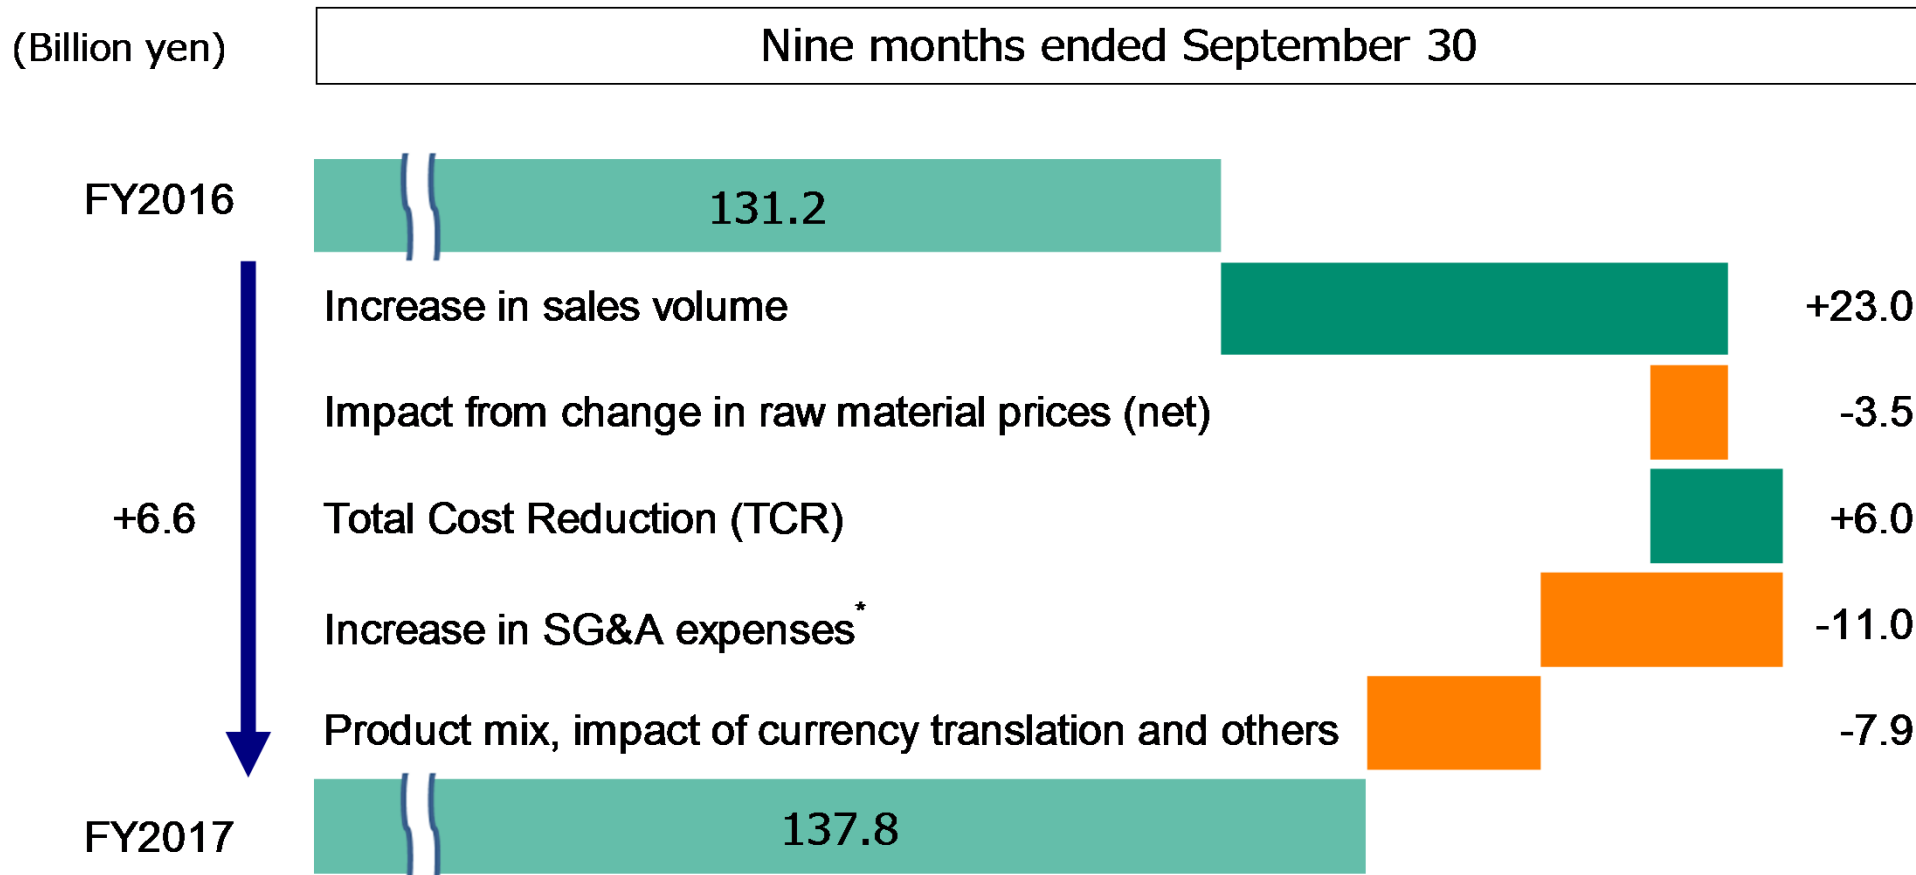 (Billion yen)
Nine months ended September 30
FY2016
131.2
Increase in sales volume
+23.0
Impact from change in raw material prices (net)
-3.5
+6.6
Total Cost Reduction (TCR)
+6.0
Increase in SG&A expenses*
-11.0
Product mix, impact of currency translation and others
-7.9
FY2017
137.8